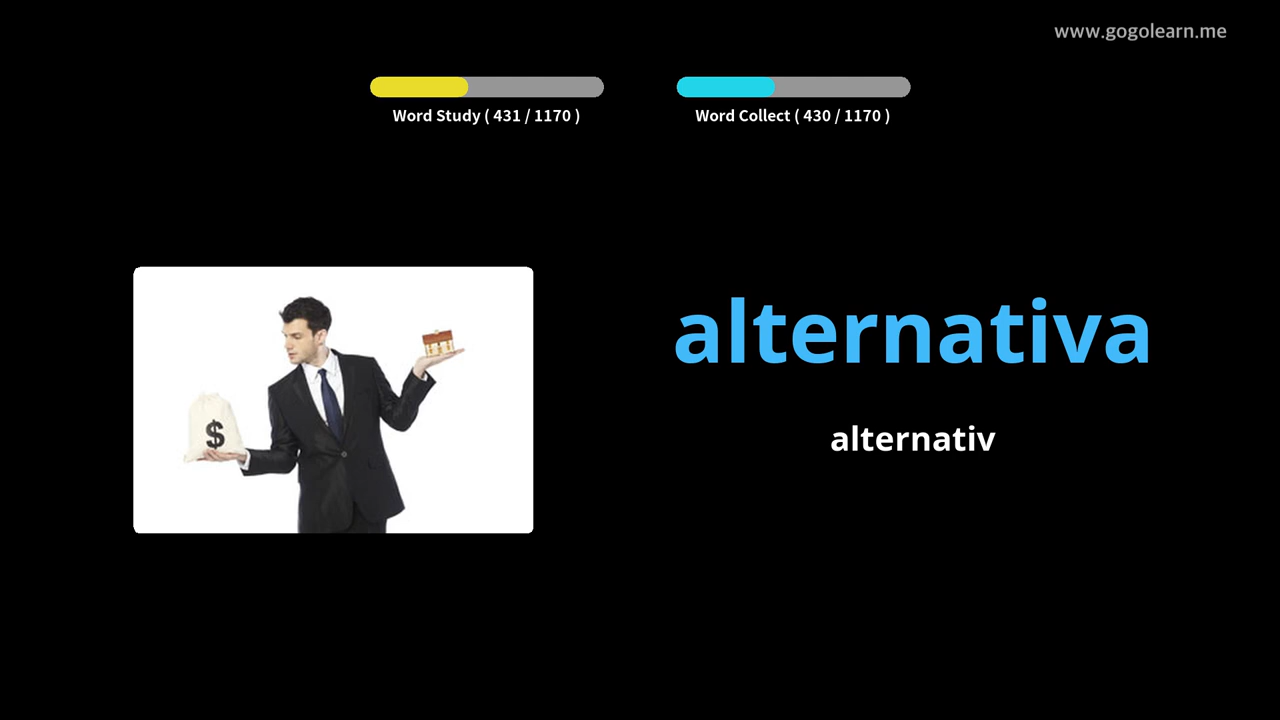 www.gogolearn.me
Word Study ( 431 / 1170 )
Word Collect ( 430 / 1170 )
$
alternativa
alternativ